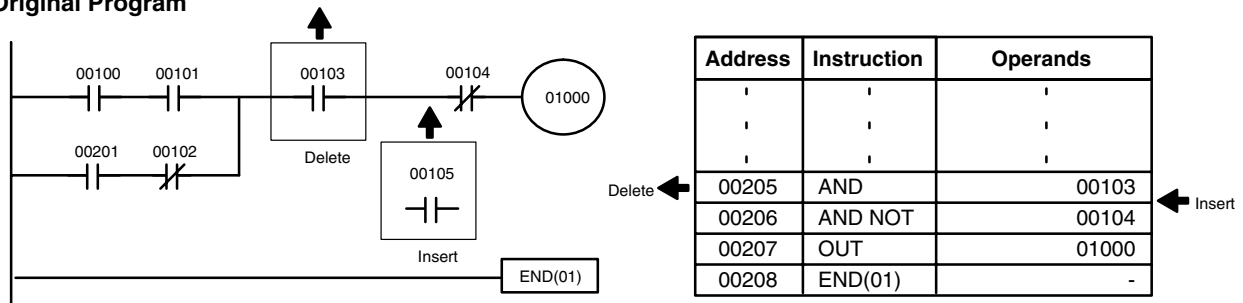 Original Program
00100 00101 00103 00104
01000
00201 00102
Delete
00105
Insert
END(01)
Address Instruction Operands
Delete 00205 AND 00103
Insert
00206 AND NOT 00104
00207 OUT 01000
00208 END(01) -